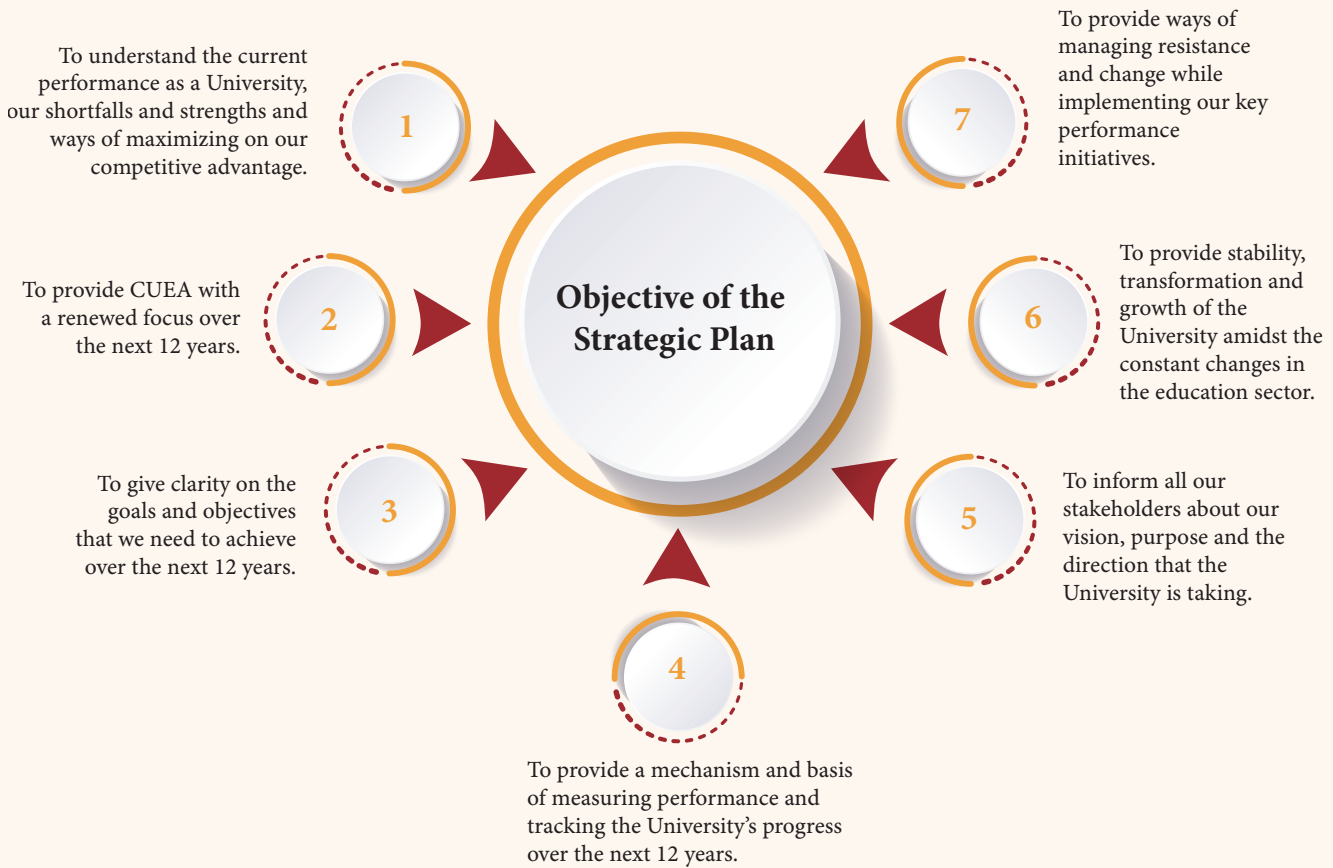 Objective of the
Strategic Plan
1
To understand the current
performance as a University,
our shortfalls and strengths and
ways of maximizing on our
competitive advantage.
2
To provide CUEA with
a renewed focus over
the next 12 years.
3
To give clarity on the
goals and objectives
that we need to achieve
over the next 12 years.
4
To provide a mechanism and basis
of measuring performance and
tracking the University’s progress
over the next 12 years.
5
To inform all our
stakeholders about our
vision, purpose and the
direction that the
University is taking.
6
To provide stability,
transformation and
growth of the
University amidst the
constant changes in
the education sector.
7
To provide ways of
managing resistance
and change while
implementing our key
performance
initiatives.